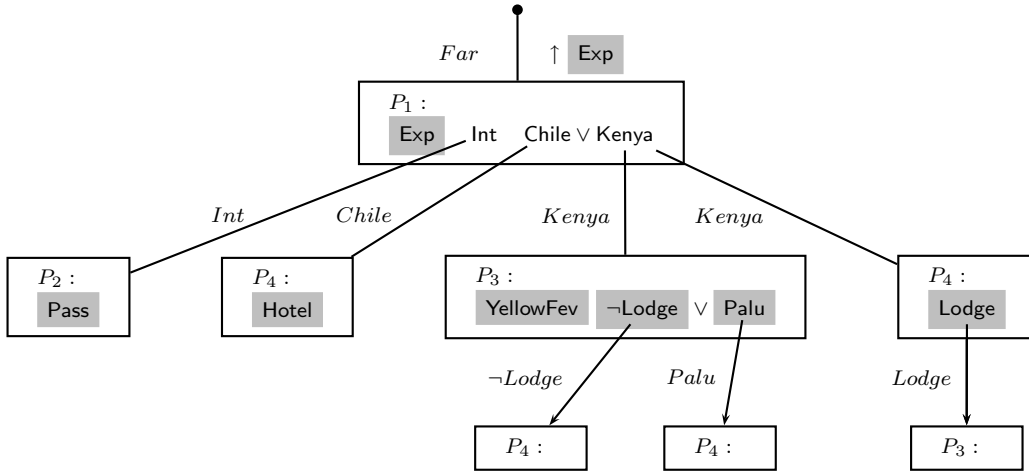 Far ↑ Exp
P₁ :
Exp Int Chile ∨ Kenya
Int Chile Kenya Kenya
P₂ : P₄ : P₃ : P₄ :
Pass Hotel YellowFev ¬Lodge ∨ Palu Lodge
¬Lodge Palu Lodge
P₄ : P₄ : P₃ :